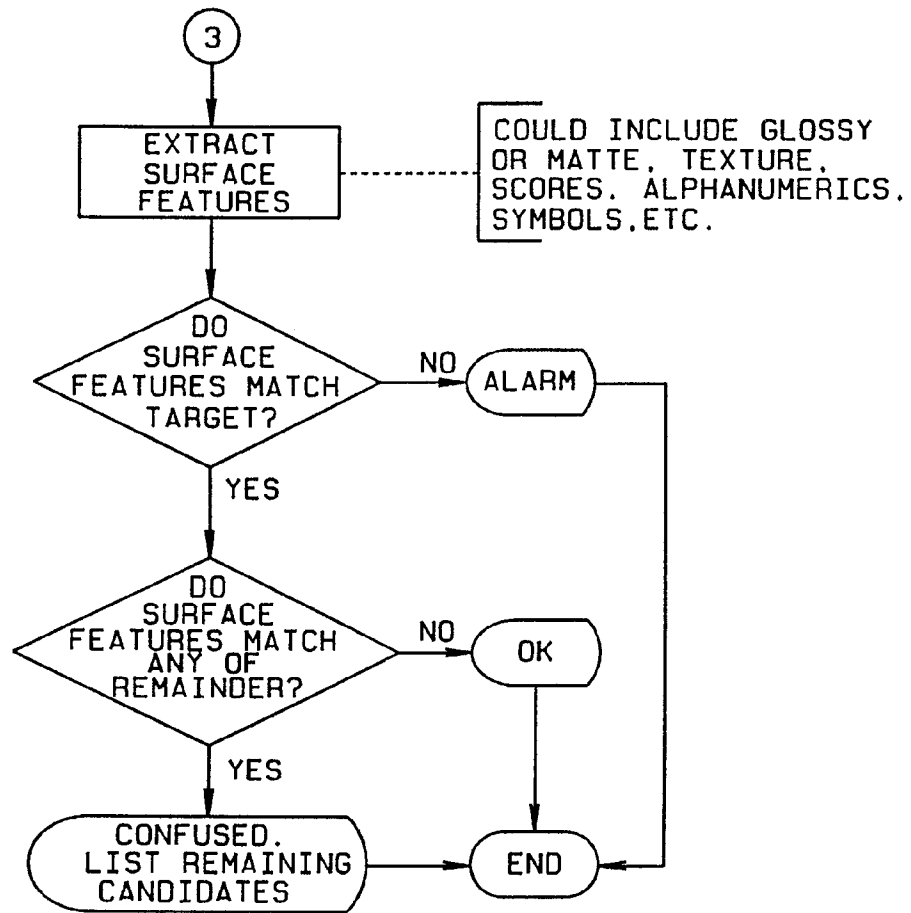 3
EXTRACT
SURFACE
FEATURES
COULD INCLUDE GLOSSY
OR MATTE, TEXTURE,
SCORES, ALPHANUMERICS,
SYMBOLS,ETC.
DO
SURFACE
FEATURES MATCH
TARGET?
NO
ALARM
YES
DO
SURFACE
FEATURES MATCH
ANY OF
REMAINDER?
NO
OK
YES
CONFUSED.
LIST REMAINING
CANDIDATES
END